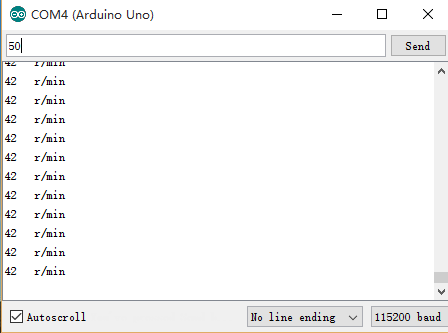 COM4 (Arduino Uno)
50
Send
42 r/min
42 r/min
42 r/min
42 r/min
42 r/min
42 r/min
42 r/min
42 r/min
42 r/min
42 r/min
42 r/min
42 r/min
Autoscroll
No line ending
115200 baud